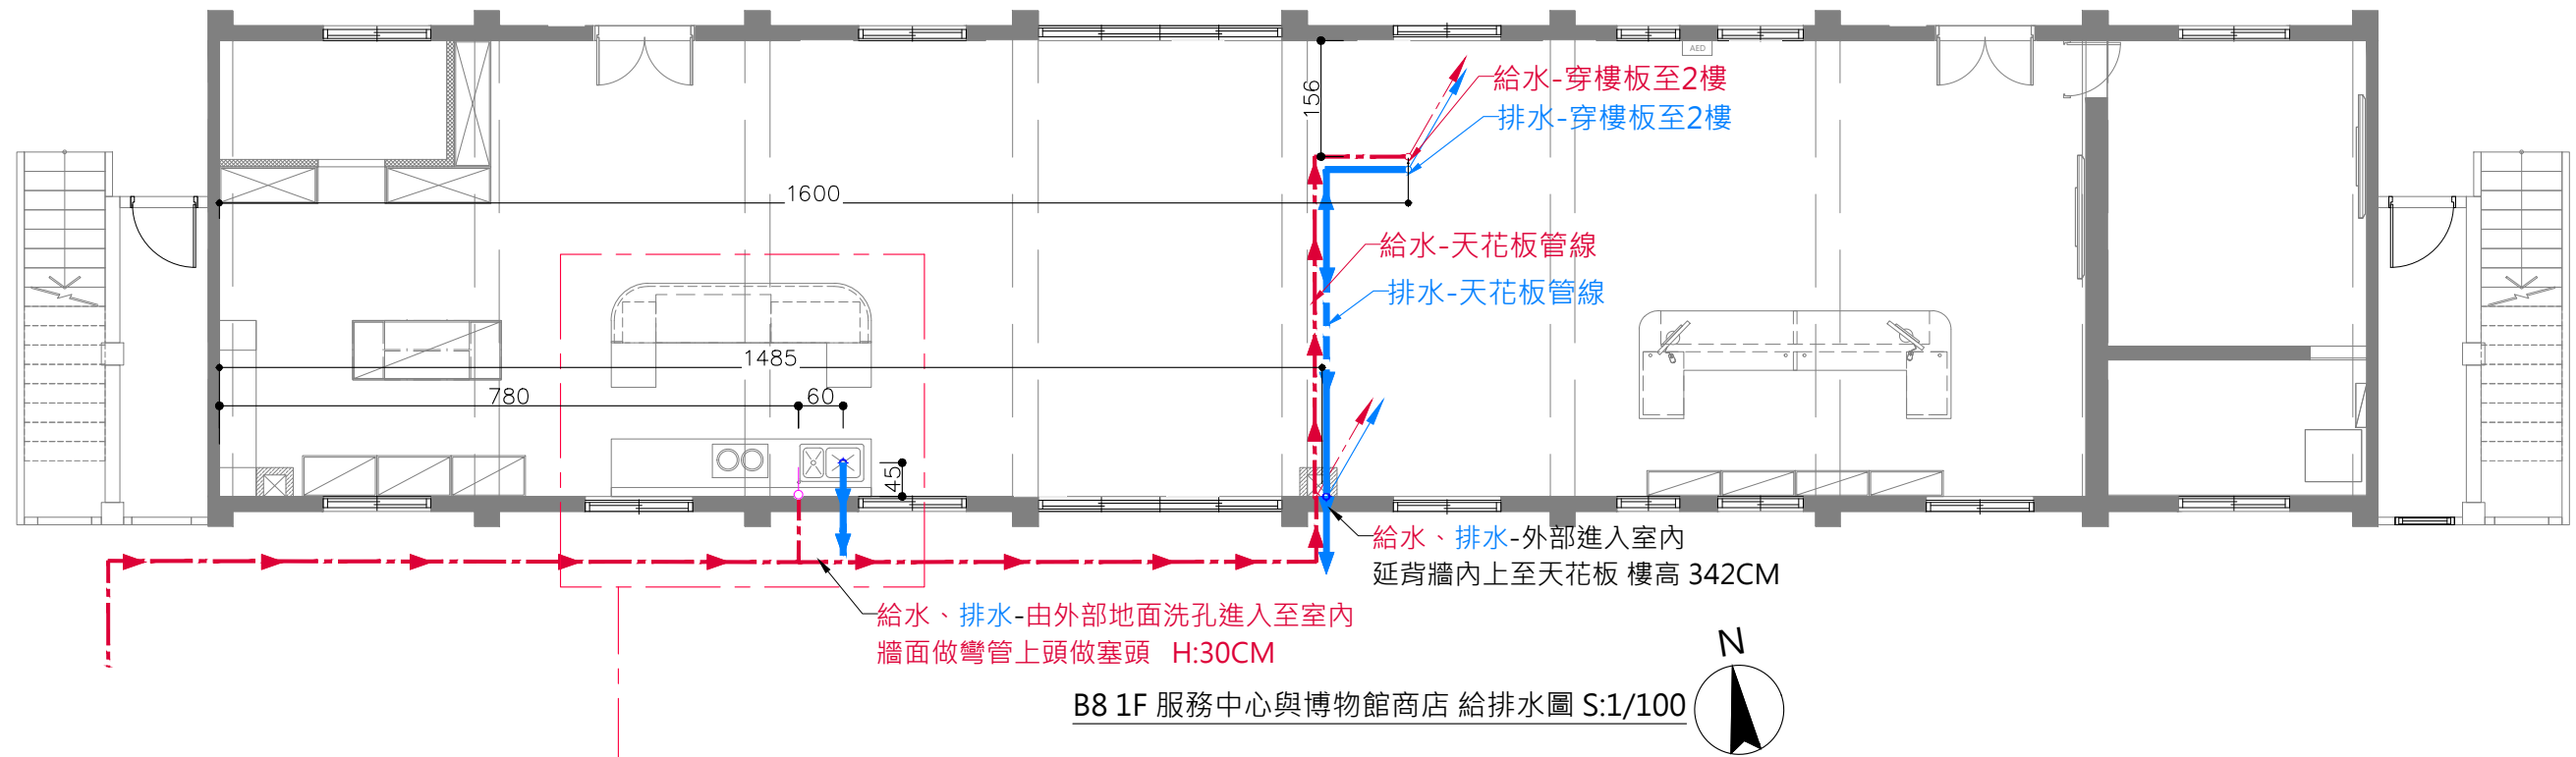 AED
給水-穿樓板至2樓
156
排水-穿樓板至2樓
1600
給水-天花板管線
排水-天花板管線
1485
780
60
45
給水、排水-外部進入室內
延背牆內上至天花板 樓高 342CM
給水、排水-由外部地面洗孔進入至室內
牆面做彎管上頭做塞頭 H:30CM
N
B8 1F 服務中心與博物館商店 給排水圖 S:1/100